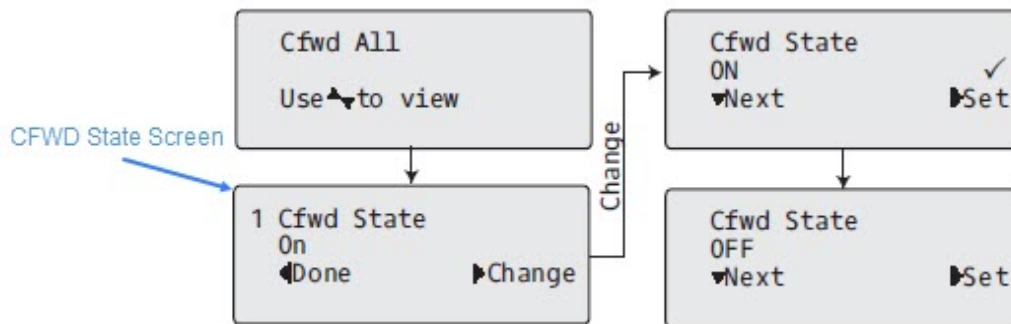 Cfwd All
Use to view
CFWD State Screen
1 Cfwd State
On
Done Change
Change
Cfwd State
ON ✓
Next Set
Cfwd State
OFF
Next Set